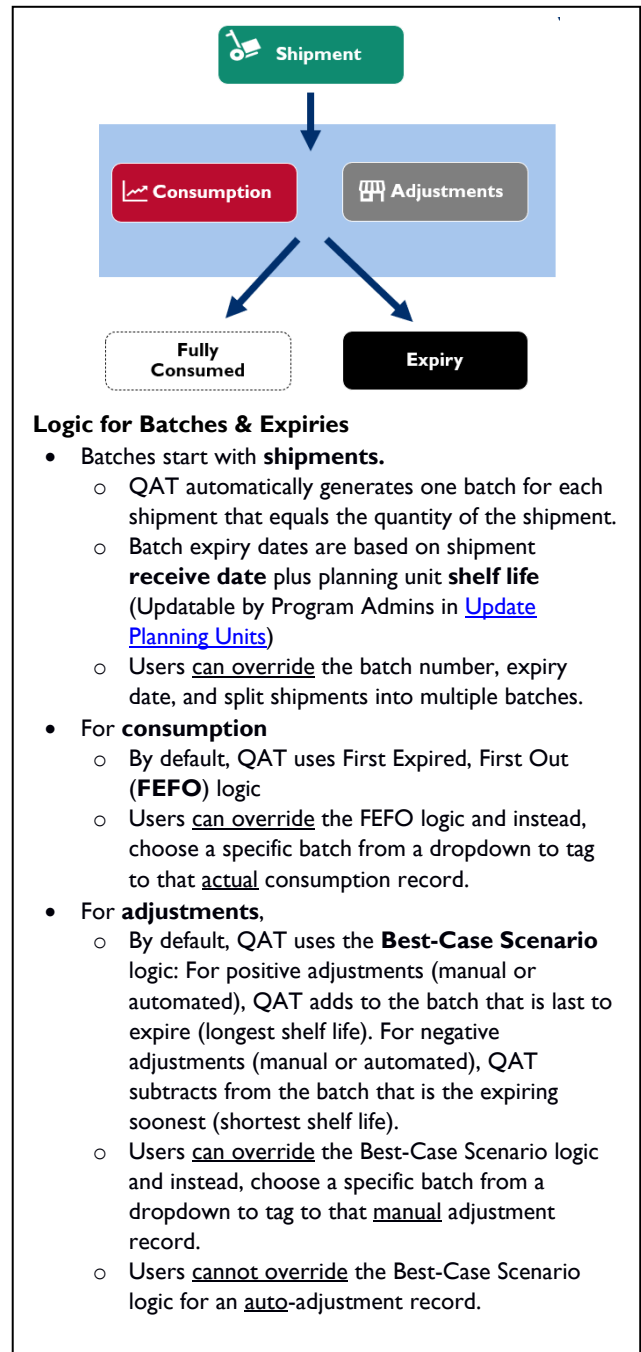 Shipment
Consumption
Adjustments
Fully
Consumed
Expiry
Logic for Batches & Expiries
• Batches start with shipments.
o QAT automatically generates one batch for each
shipment that equals the quantity of the shipment.
o Batch expiry dates are based on shipment
receive date plus planning unit shelf life
(Updatable by Program Admins in Update
Planning Units)
o Users can override the batch number, expiry
date, and split shipments into multiple batches.
• For consumption
o By default, QAT uses First Expired, First Out
(FEFO) logic
o Users can override the FEFO logic and instead,
choose a specific batch from a dropdown to tag
to that actual consumption record.
• For adjustments,
o By default, QAT uses the Best-Case Scenario
logic: For positive adjustments (manual or
automated), QAT adds to the batch that is last to
expire (longest shelf life). For negative
adjustments (manual or automated), QAT
subtracts from the batch that is the expiring
soonest (shortest shelf life).
o Users can override the Best-Case Scenario logic
and instead, choose a specific batch from a
dropdown to tag to that manual adjustment
record.
o Users cannot override the Best-Case Scenario
logic for an auto-adjustment record.